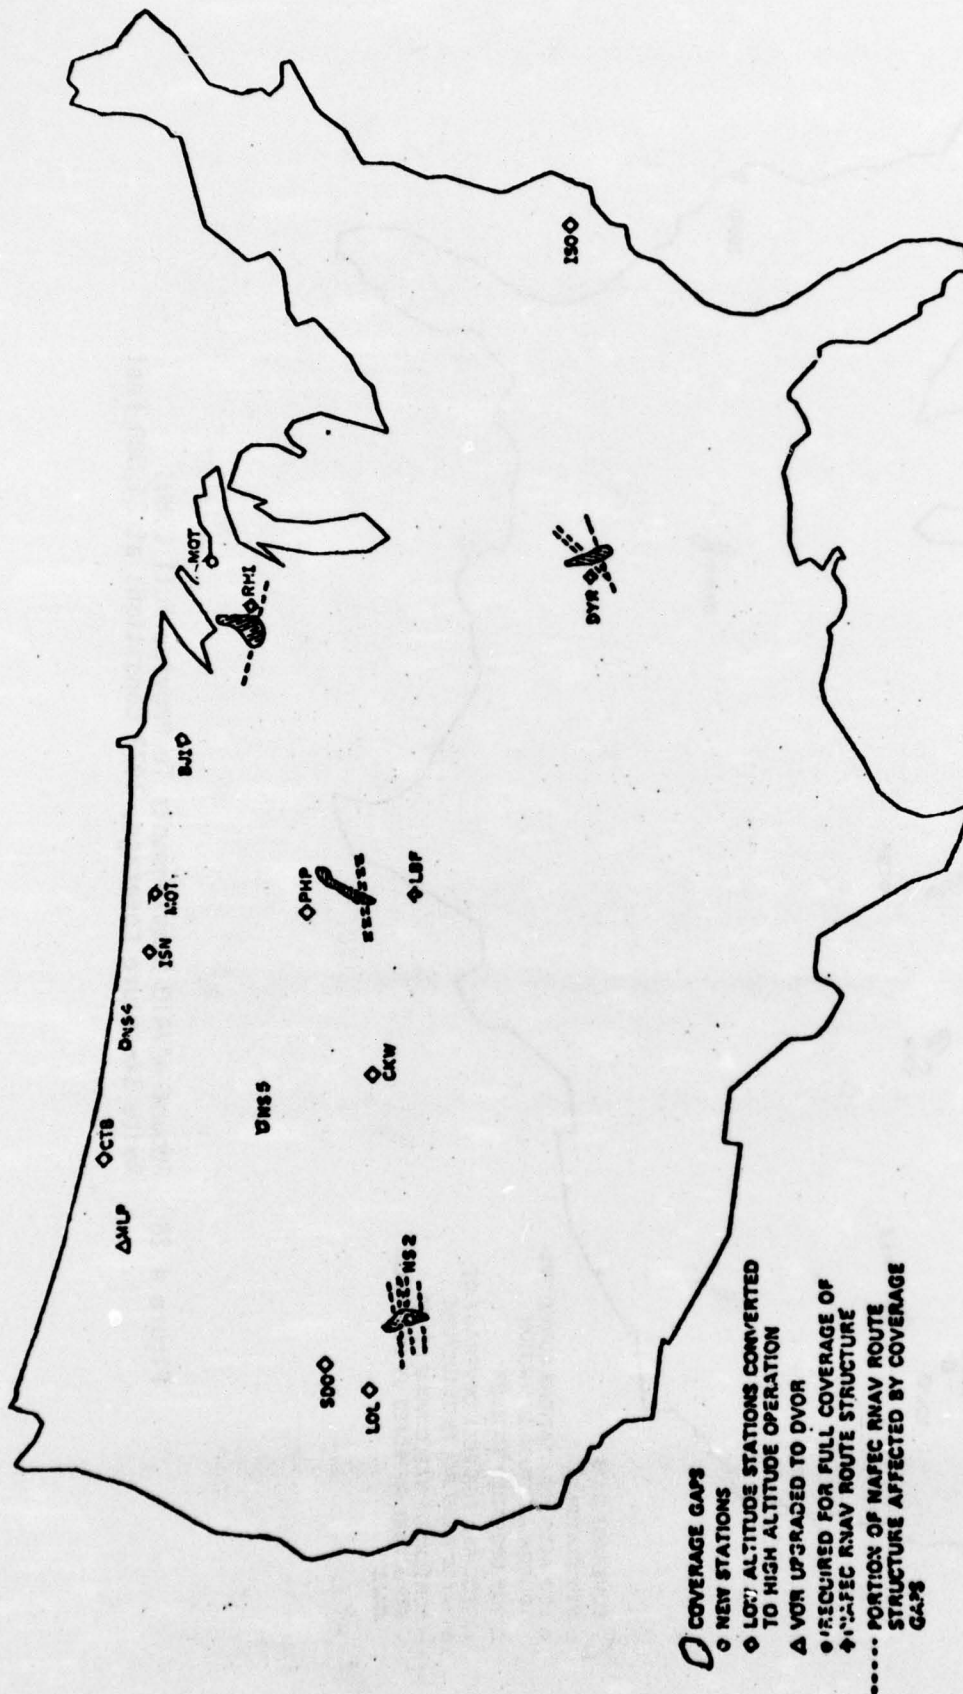 MLP
CTB
NS4
ISN
MOT
BJI
MOT
RHI
NS5
PHP
SDO
LOL
NS2
CKW
LBF
DYR
ISO
COVERAGE GAPS
NEW STATIONS
LOW ALTITUDE STATIONS CONVERTED
TO HIGH ALTITUDE OPERATION
VOR UPGRADED TO DVOR
REQUIRED FOR FULL COVERAGE OF
NAFEC RNAV ROUTE STRUCTURE
PORTION OF NAFEC RNAV ROUTE
STRUCTURE AFFECTED BY COVERAGE
GAPS